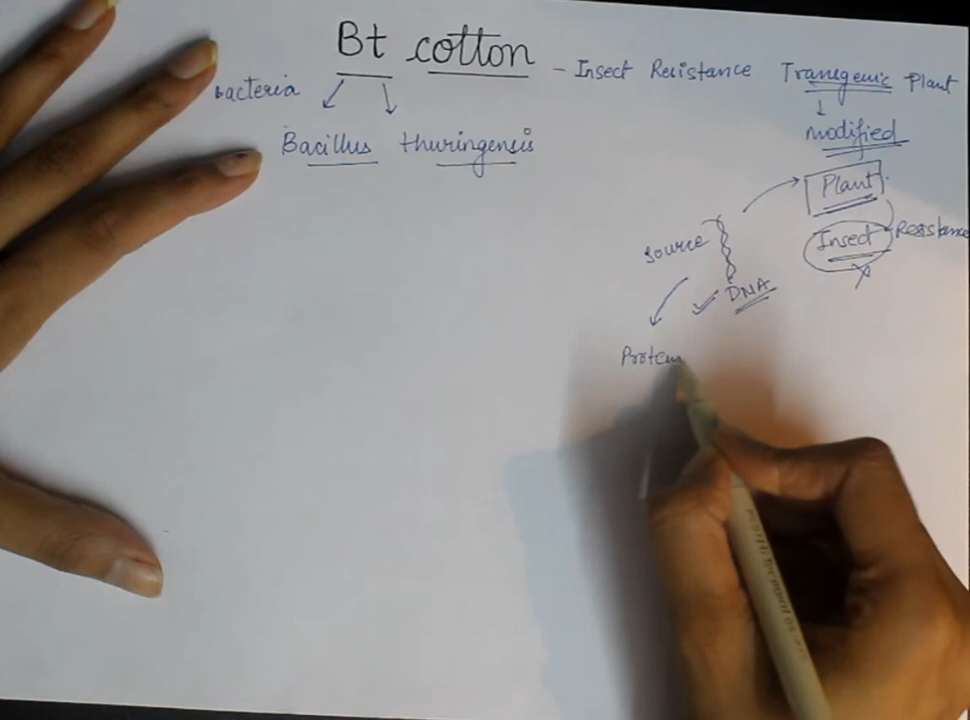 Bt cotton - Insect Resistance Transgenic Plant
bacteria
Bacillus thuringensis
modified
Plant
Resistance
Insect
source
DNA
Protein